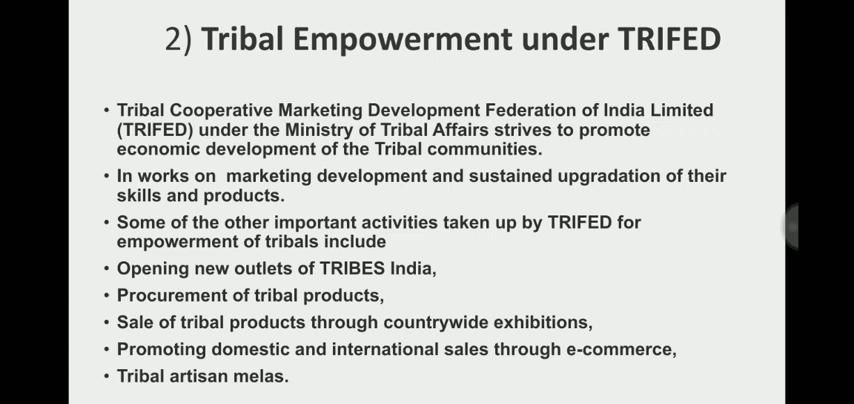 2) Tribal Empowerment under TRIFED
• Tribal Cooperative Marketing Development Federation of India Limited
(TRIFED) under the Ministry of Tribal Affairs strives to promote
economic development of the Tribal communities.
• In works on marketing development and sustained upgradation of their
skills and products.
• Some of the other important activities taken up by TRIFED for
empowerment of tribals include
• Opening new outlets of TRIBES India,
• Procurement of tribal products,
• Sale of tribal products through countrywide exhibitions,
• Promoting domestic and international sales through e-commerce,
• Tribal artisan melas.